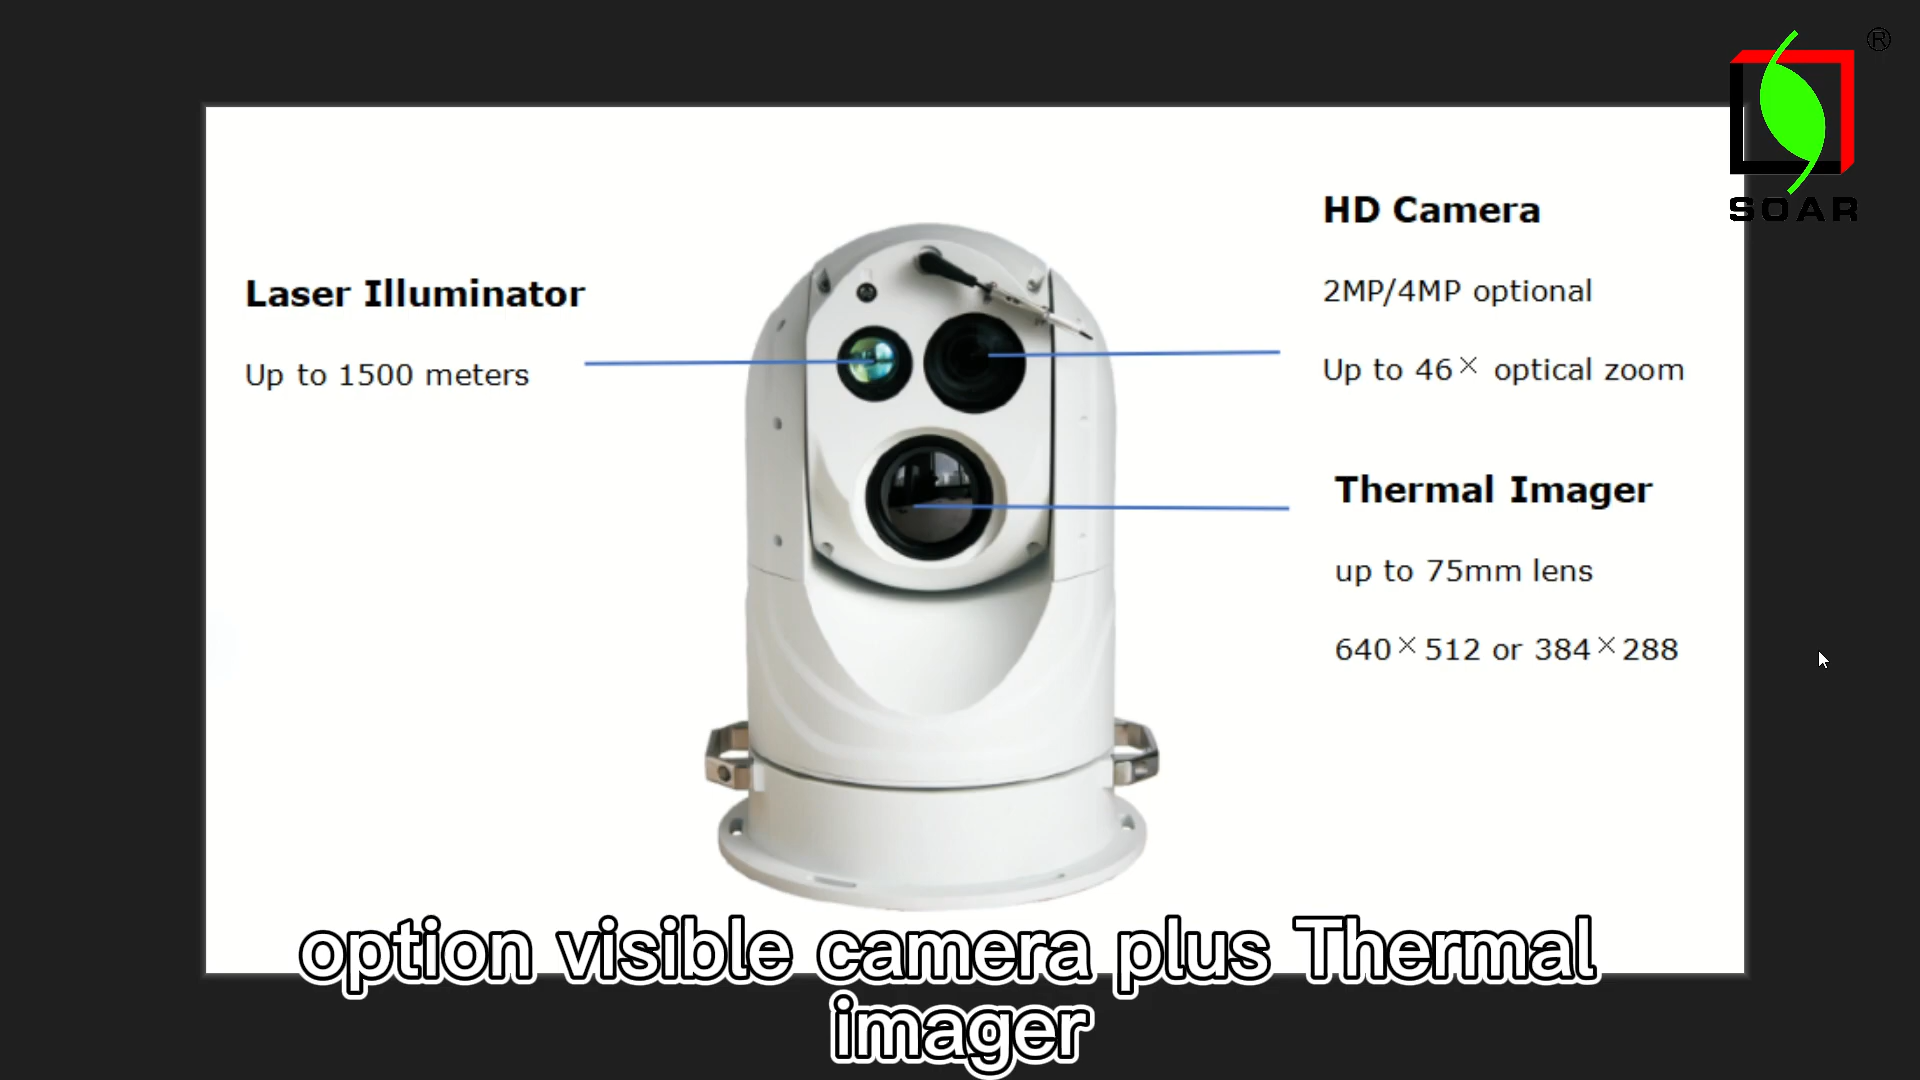 ®
SOAR
HD Camera
2MP/4MP optional
Up to 46× optical zoom
Laser Illuminator
Up to 1500 meters
Thermal Imager
up to 75mm lens
640×512 or 384×288
option visible camera plus Thermal
imager